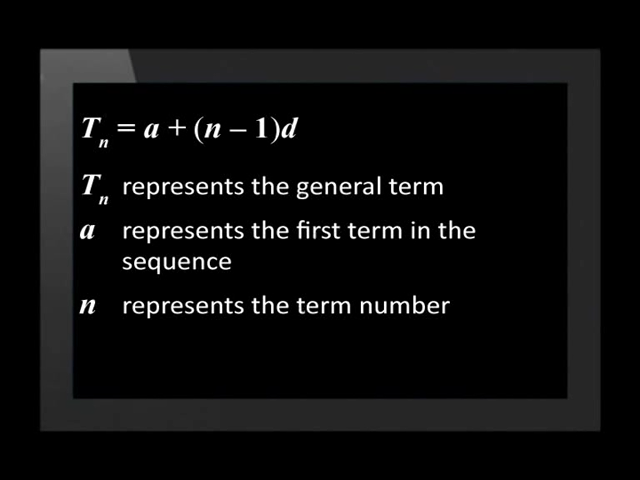 Tn = a + (n – 1)d
Tn represents the general term
a represents the first term in the
sequence
n represents the term number